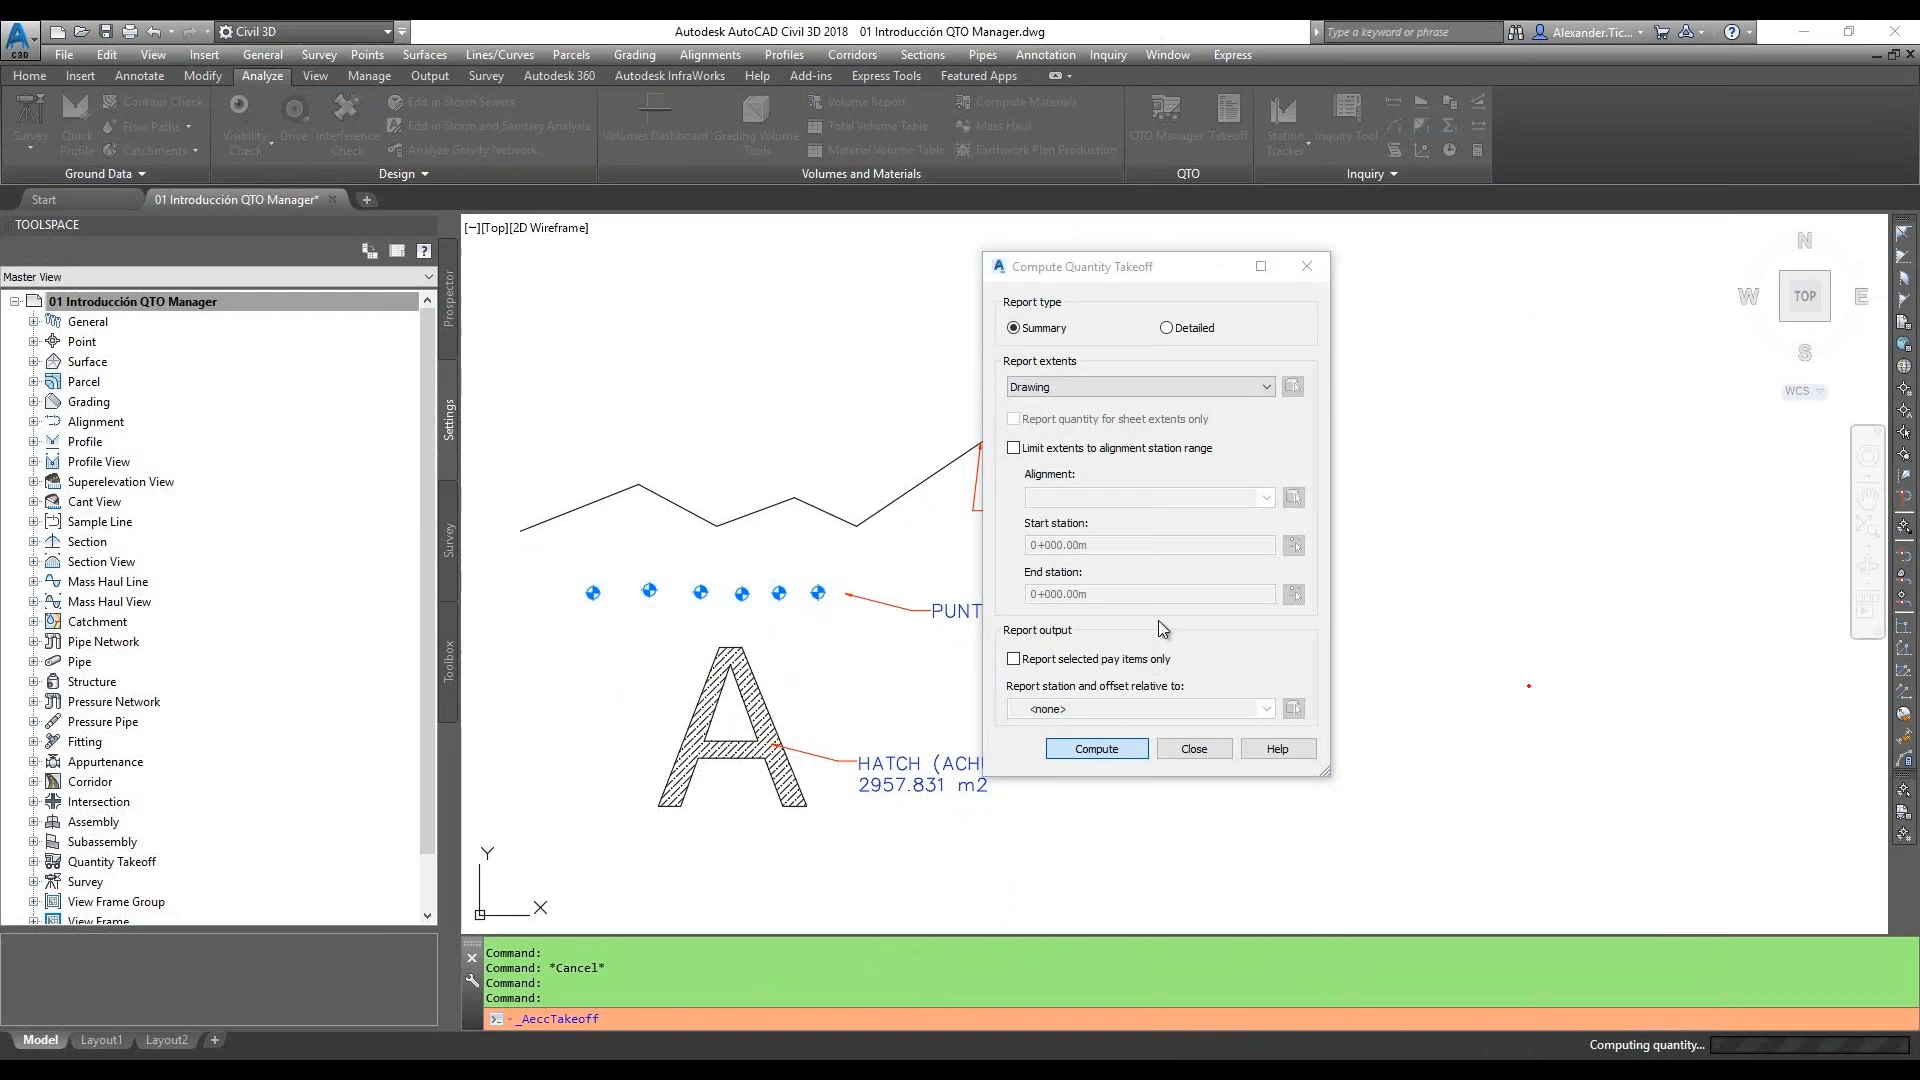 Civil 3D
Autodesk AutoCAD Civil 3D 2018   01 Introducción QTO Manager.dwg
Type a keyword or phrase
Alexander.Tic...
C3D
File Edit View Insert General Survey Points Surfaces Lines/Curves Parcels Grading Alignments Profiles Corridors Sections Pipes Annotation Inquiry Window Express
Home Insert Annotate Modify Analyze View Manage Output Survey Autodesk 360 Autodesk InfraWorks Help Add-ins Express Tools Featured Apps
Survey
Quick Profile
Contour Check
Flow Paths
Catchments
Ground Data
Visibility Check
Drive
Interference Check
Edit in Storm Sewers
Edit in Storm and Sanitary Analysis
Analyze Gravity Network
Design
Volumes Dashboard
Grading Volume Tools
Volume Report
Total Volume Table
Material Volume Table
Compute Materials
Mass Haul
Earthwork Plan Production
Volumes and Materials
QTO Manager
Takeoff
QTO
Station Tracker
Inquiry Tool
Inquiry
Start
01 Introducción QTO Manager*
TOOLSPACE
Master View
01 Introducción QTO Manager
General
Point
Surface
Parcel
Grading
Alignment
Profile
Profile View
Superelevation View
Cant View
Sample Line
Section
Section View
Mass Haul Line
Mass Haul View
Catchment
Pipe Network
Pipe
Structure
Pressure Network
Pressure Pipe
Fitting
Appurtenance
Corridor
Intersection
Assembly
Subassembly
Quantity Takeoff
Survey
View Frame Group
View Frame
Prospector
Settings
Survey
Toolbox
[−][Top][2D Wireframe]
PUNT
A
HATCH (ACH
2957.831 m2
Y
X
Compute Quantity Takeoff
Report type
Summary
Detailed
Report extents
Drawing
Report quantity for sheet extents only
Limit extents to alignment station range
Alignment:
Start station:
0+000.00m
End station:
0+000.00m
Report output
Report selected pay items only
Report station and offset relative to:
<none>
Compute
Close
Help
N
W
TOP
E
S
WCS
Command:
Command: *Cancel*
Command:
Command:
_AeccTakeoff
Model
Layout1
Layout2
Computing quantity...